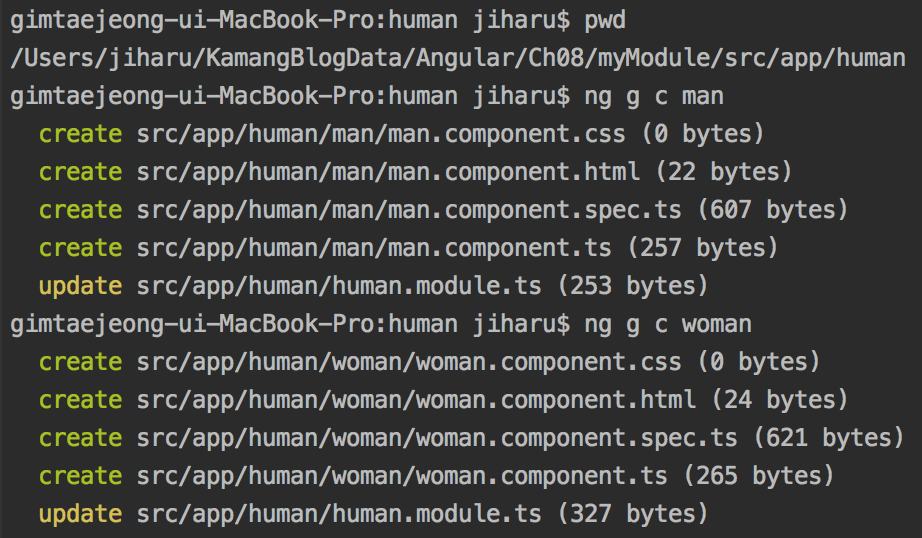 gimtaejeong-ui-MacBook-Pro:human jiharu$ pwd
/Users/jiharu/KamangBlogData/Angular/Ch08/myModule/src/app/human
gimtaejeong-ui-MacBook-Pro:human jiharu$ ng g c man
  create src/app/human/man/man.component.css (0 bytes)
  create src/app/human/man/man.component.html (22 bytes)
  create src/app/human/man/man.component.spec.ts (607 bytes)
  create src/app/human/man/man.component.ts (257 bytes)
  update src/app/human/human.module.ts (253 bytes)
gimtaejeong-ui-MacBook-Pro:human jiharu$ ng g c woman
  create src/app/human/woman/woman.component.css (0 bytes)
  create src/app/human/woman/woman.component.html (24 bytes)
  create src/app/human/woman/woman.component.spec.ts (621 bytes)
  create src/app/human/woman/woman.component.ts (265 bytes)
  update src/app/human/human.module.ts (327 bytes)